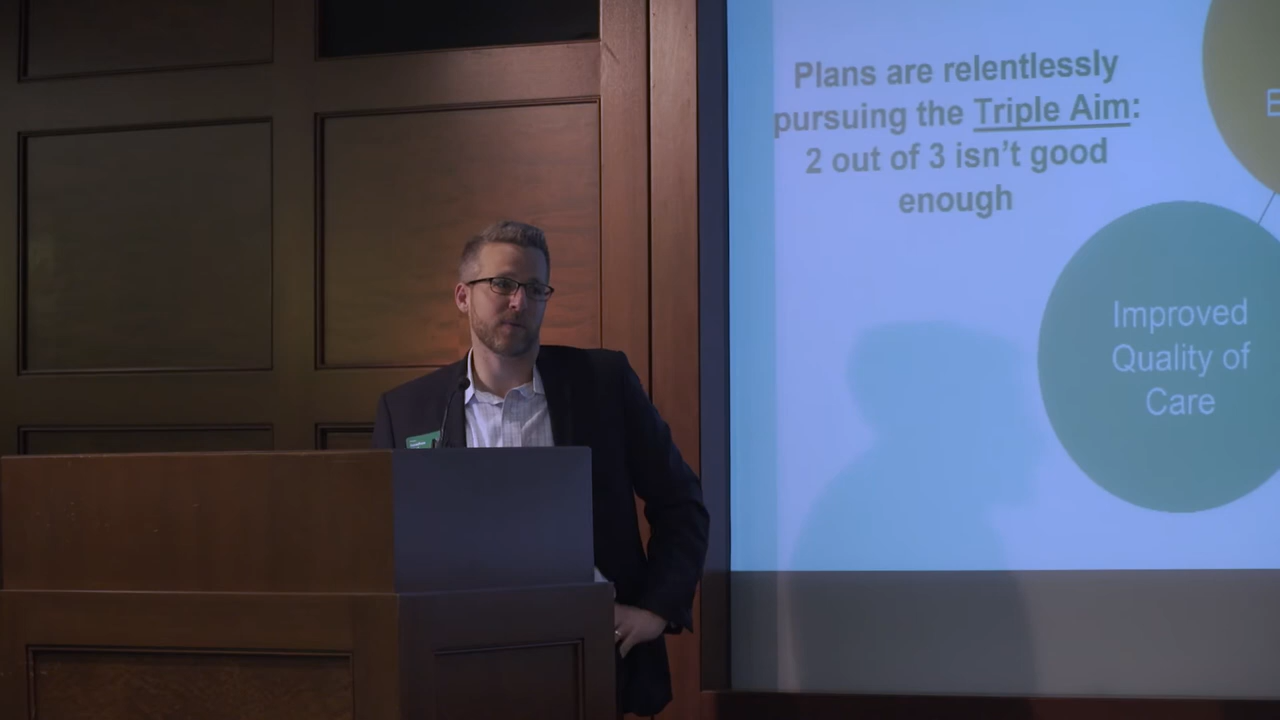 Plans are relentlessly
pursuing the Triple Aim:
2 out of 3 isn't good
enough
Improved
Quality of
Care